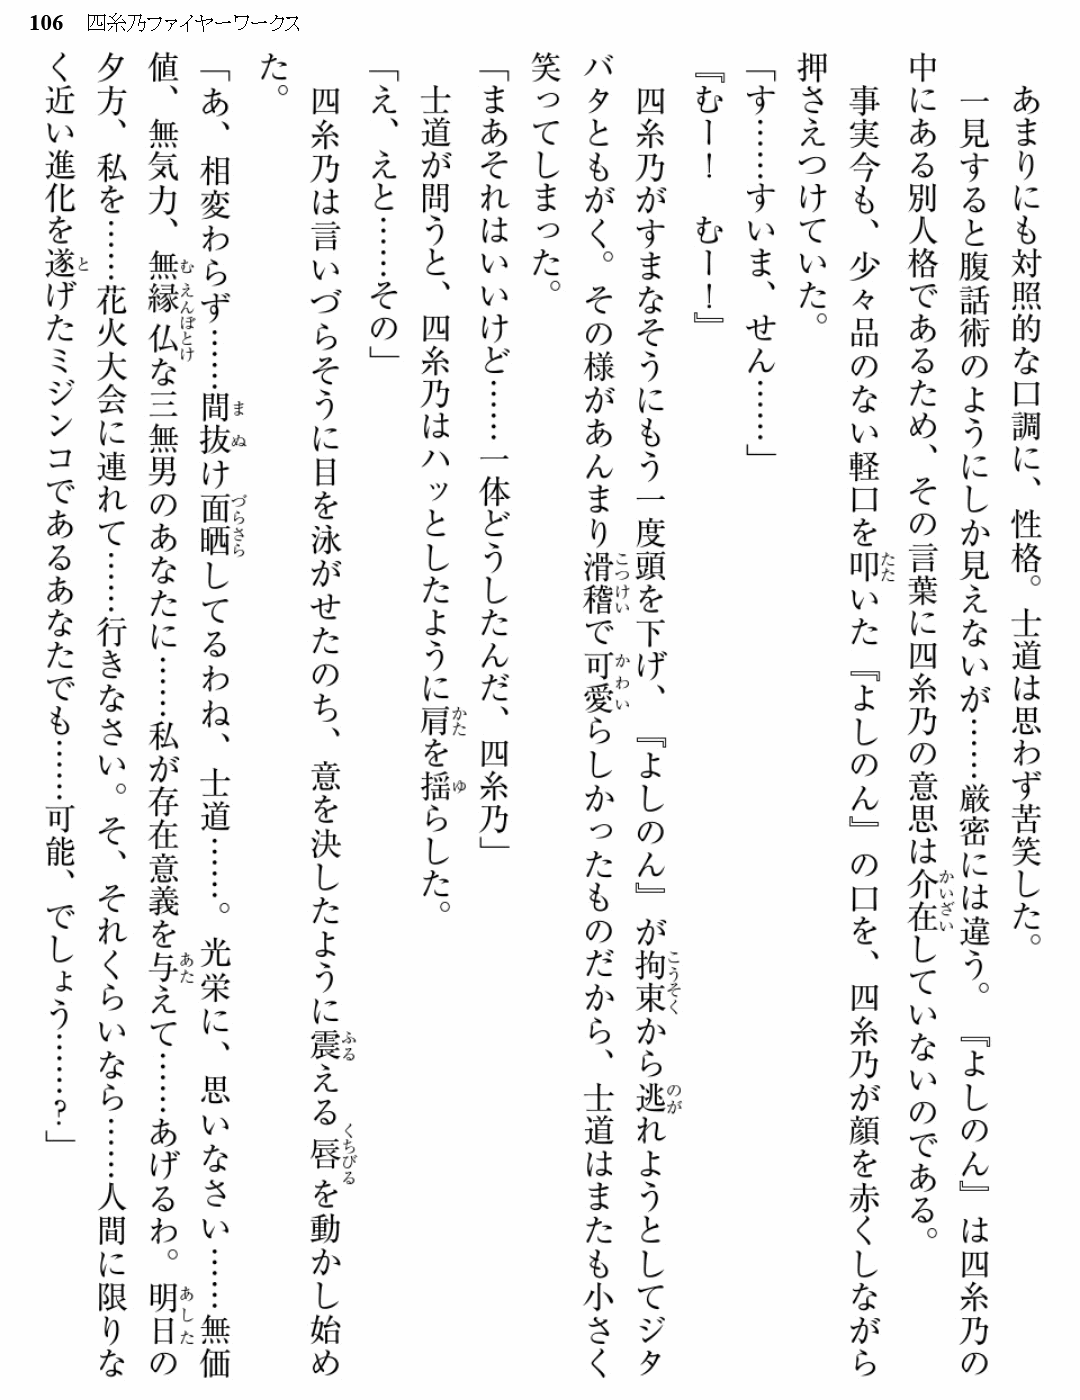 106 四糸乃ファイヤーワークス
あまりにも対照的な口調に、性格。士道は思わず苦笑した。
一見すると腹話術のようにしか見えないが……厳密には違う。『よしのん』は四糸乃の
中にある別人格であるため、その言葉に四糸乃の意思は介在していないのである。
事実今も、少々品のない軽口を叩いた『よしのん』の口を、四糸乃が顔を赤くしながら
押さえつけていた。
「す……すいま、せん……」
『むー！　むー！』
四糸乃がすまなそうにもう一度頭を下げ、『よしのん』が拘束から逃れようとしてジタ
バタともがく。その様があんまり滑稽で可愛らしかったものだから、士道はまたも小さく
笑ってしまった。
「まあそれはいいけど……一体どうしたんだ、四糸乃」
士道が問うと、四糸乃はハッとしたように肩を揺らした。
「え、えと……その」
四糸乃は言いづらそうに目を泳がせたのち、意を決したように震える唇を動かし始め
た。
「あ、相変わらず……間抜け面晒してるわね、士道……。光栄に、思いなさい……無価
値、無気力、無縁仏な三無男のあなたに……私が存在意義を与えて……あげるわ。明日の
夕方、私を……花火大会に連れて……行きなさい。そ、それくらいなら……人間に限りな
く近い進化を遂げたミジンコであるあなたでも……可能、でしょう……？」